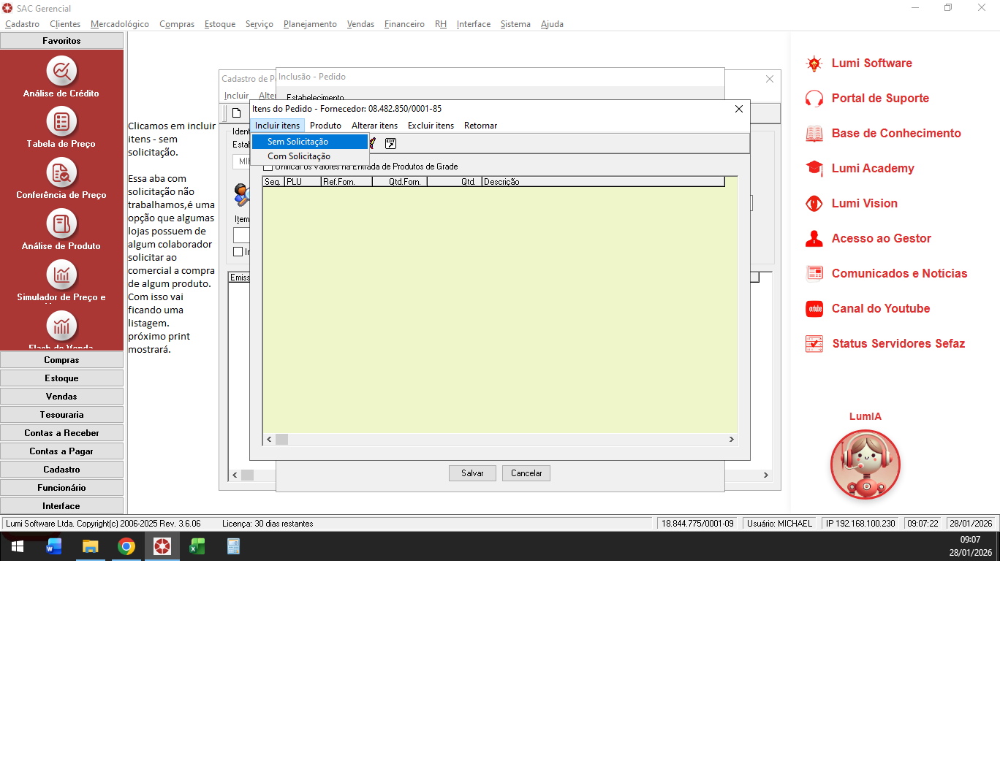 SAC Gerencial
Cadastro Clientes Mercadológico Compras Estoque Serviço Planejamento Vendas Financeiro RH Interface Sistema Ajuda
Favoritos
Análise de Crédito
Tabela de Preço
Conferência de Preço
Análise de Produto
Simulador de Preço e
Flash de Venda
Compras
Estoque
Vendas
Tesouraria
Contas a Receber
Contas a Pagar
Cadastro
Funcionário
Interface
Clicamos em incluir
itens - sem
solicitação.
Essa aba com
solicitação não
trabalhamos,é uma
opção que algumas
lojas possuem de
algum colaborador
solicitar ao
comercial a compra
de algum produto.
Com isso vai
ficando uma
listagem.
próximo print
mostrará.
Cadastro de P
Incluir Alter
Ident
Estab
MI
Item
Emiss
Inclusão - Pedido
Estabelecimento
Itens do Pedido - Fornecedor: 08.482.850/0001-85
Incluir itens Produto Alterar itens Excluir itens Retornar
Sem Solicitação
Com Solicitação
EXIT
Unificar os Valores na Entrada de Produtos de Grade
Seq. PLU Ref.Forn. Qtd.Forn. Qtd. Descrição
Salvar Cancelar
Lumi Software
Portal de Suporte
Base de Conhecimento
Lumi Academy
Lumi Vision
Acesso ao Gestor
Comunicados e Notícias
Canal do Youtube
Status Servidores Sefaz
LumIA
Lumi Software Ltda. Copyright(c) 2006-2025 Rev. 3.6.06 Licença: 30 dias restantes 18.844.775/0001-09 Usuário: MICHAEL IP 192.168.100.230 09:07:22 28/01/2026
09:07
28/01/2026